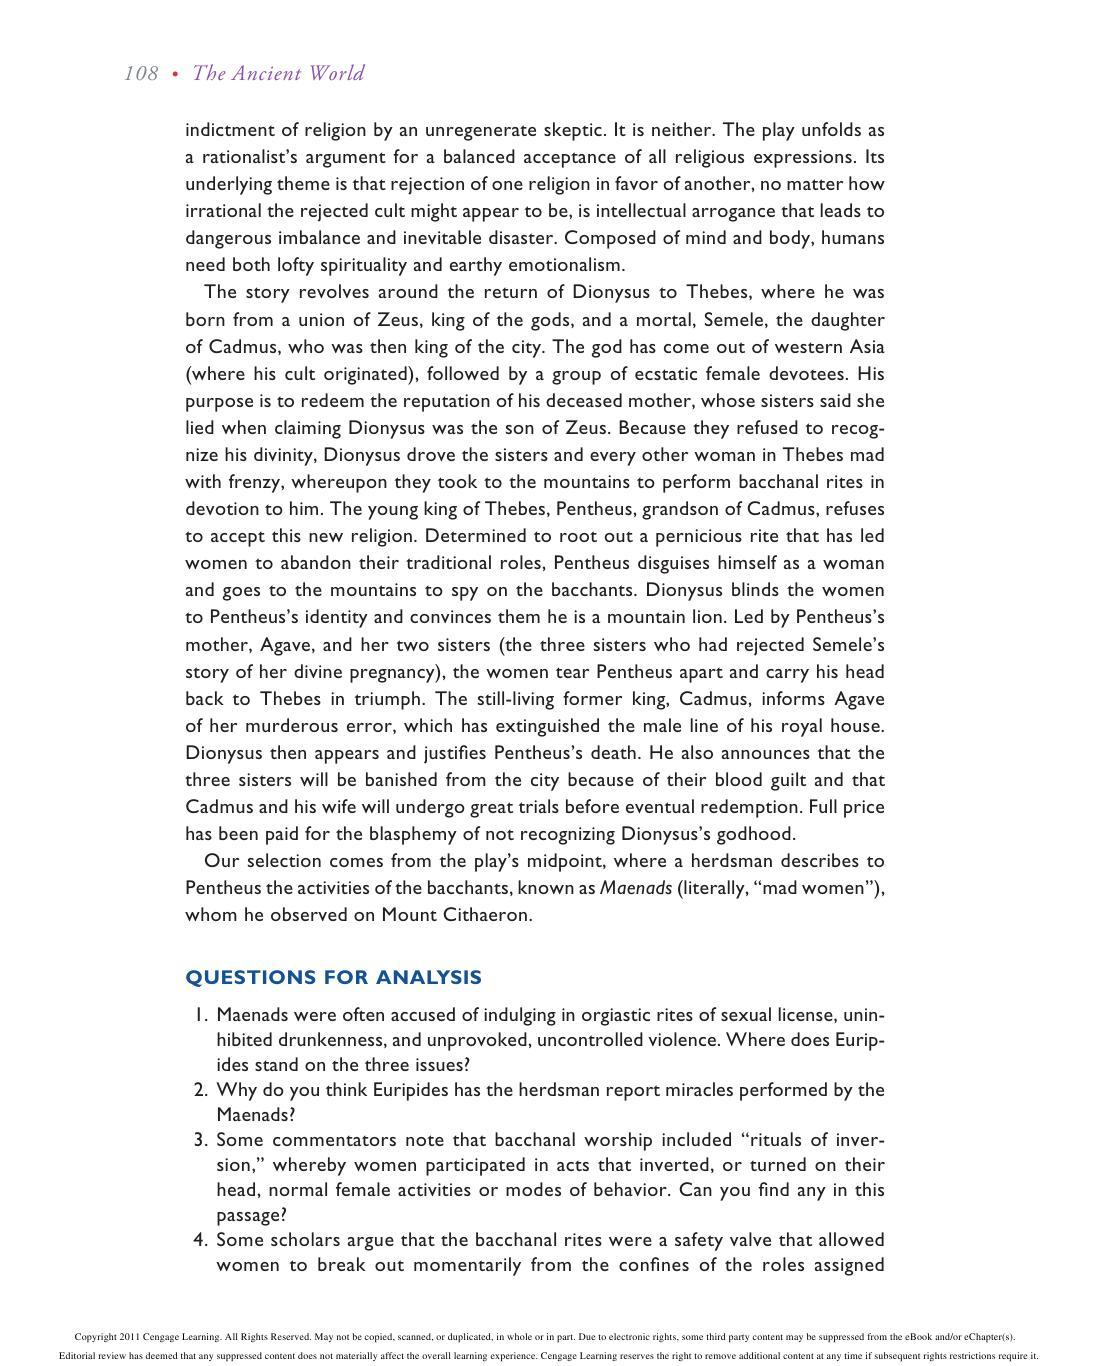 108 • The Ancient World
indictment of religion by an unregenerate skeptic. It is neither. The play unfolds as
a rationalist’s argument for a balanced acceptance of all religious expressions. Its
underlying theme is that rejection of one religion in favor of another, no matter how
irrational the rejected cult might appear to be, is intellectual arrogance that leads to
dangerous imbalance and inevitable disaster. Composed of mind and body, humans
need both lofty spirituality and earthy emotionalism.
The story revolves around the return of Dionysus to Thebes, where he was
born from a union of Zeus, king of the gods, and a mortal, Semele, the daughter
of Cadmus, who was then king of the city. The god has come out of western Asia
(where his cult originated), followed by a group of ecstatic female devotees. His
purpose is to redeem the reputation of his deceased mother, whose sisters said she
lied when claiming Dionysus was the son of Zeus. Because they refused to recog-
nize his divinity, Dionysus drove the sisters and every other woman in Thebes mad
with frenzy, whereupon they took to the mountains to perform bacchanal rites in
devotion to him. The young king of Thebes, Pentheus, grandson of Cadmus, refuses
to accept this new religion. Determined to root out a pernicious rite that has led
women to abandon their traditional roles, Pentheus disguises himself as a woman
and goes to the mountains to spy on the bacchants. Dionysus blinds the women
to Pentheus’s identity and convinces them he is a mountain lion. Led by Pentheus’s
mother, Agave, and her two sisters (the three sisters who had rejected Semele’s
story of her divine pregnancy), the women tear Pentheus apart and carry his head
back to Thebes in triumph. The still-living former king, Cadmus, informs Agave
of her murderous error, which has extinguished the male line of his royal house.
Dionysus then appears and justifies Pentheus’s death. He also announces that the
three sisters will be banished from the city because of their blood guilt and that
Cadmus and his wife will undergo great trials before eventual redemption. Full price
has been paid for the blasphemy of not recognizing Dionysus’s godhood.
Our selection comes from the play’s midpoint, where a herdsman describes to
Pentheus the activities of the bacchants, known as Maenads (literally, “mad women”),
whom he observed on Mount Cithaeron.
QUESTIONS FOR ANALYSIS
1. Maenads were often accused of indulging in orgiastic rites of sexual license, unin-
hibited drunkenness, and unprovoked, uncontrolled violence. Where does Eurip-
ides stand on the three issues?
2. Why do you think Euripides has the herdsman report miracles performed by the
Maenads?
3. Some commentators note that bacchanal worship included “rituals of inver-
sion,” whereby women participated in acts that inverted, or turned on their
head, normal female activities or modes of behavior. Can you find any in this
passage?
4. Some scholars argue that the bacchanal rites were a safety valve that allowed
women to break out momentarily from the confines of the roles assigned
Copyright 2011 Cengage Learning. All Rights Reserved. May not be copied, scanned, or duplicated, in whole or in part. Due to electronic rights, some third party content may be suppressed from the eBook and/or eChapter(s).
Editorial review has deemed that any suppressed content does not materially affect the overall learning experience. Cengage Learning reserves the right to remove additional content at any time if subsequent rights restrictions require it.